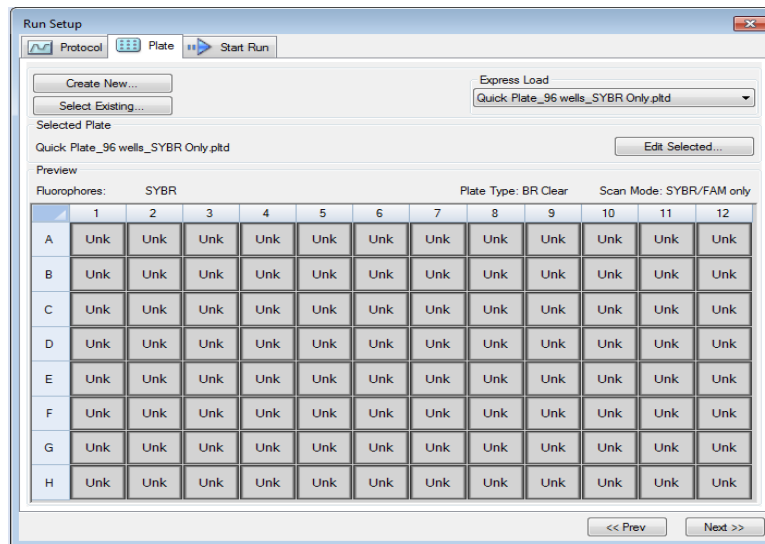 Run Setup
Protocol Plate Start Run
Create New...
Select Existing...
Express Load
Quick Plate_96 wells_SYBR Only.pltd
Selected Plate
Quick Plate_96 wells_SYBR Only.pltd
Edit Selected...
Preview
Fluorophores: SYBR Plate Type: BR Clear Scan Mode: SYBR/FAM only
1 2 3 4 5 6 7 8 9 10 11 12
A Unk Unk Unk Unk Unk Unk Unk Unk Unk Unk Unk Unk
B Unk Unk Unk Unk Unk Unk Unk Unk Unk Unk Unk Unk
C Unk Unk Unk Unk Unk Unk Unk Unk Unk Unk Unk Unk
D Unk Unk Unk Unk Unk Unk Unk Unk Unk Unk Unk Unk
E Unk Unk Unk Unk Unk Unk Unk Unk Unk Unk Unk Unk
F Unk Unk Unk Unk Unk Unk Unk Unk Unk Unk Unk Unk
G Unk Unk Unk Unk Unk Unk Unk Unk Unk Unk Unk Unk
H Unk Unk Unk Unk Unk Unk Unk Unk Unk Unk Unk Unk
<< Prev Next >>